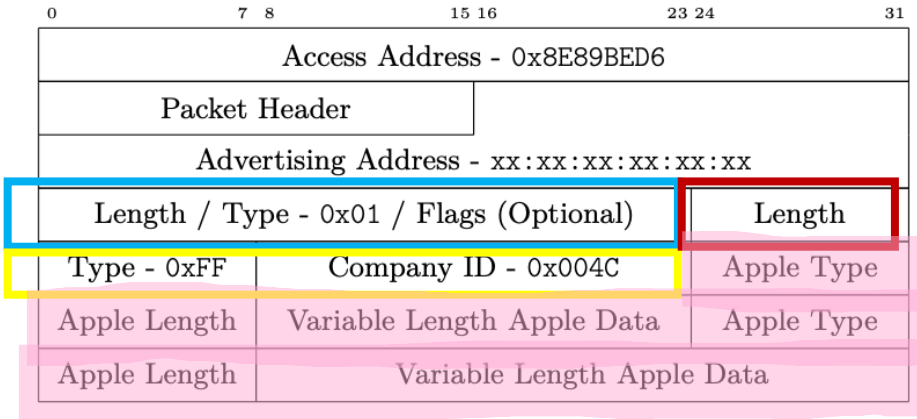 0 7 8 15 16 23 24 31
Access Address - 0x8E89BED6
Packet Header
Advertising Address - xx:xx:xx:xx:xx:xx
Length / Type - 0x01 / Flags (Optional) Length
Type - 0xFF Company ID - 0x004C Apple Type
Apple Length Variable Length Apple Data Apple Type
Apple Length Variable Length Apple Data